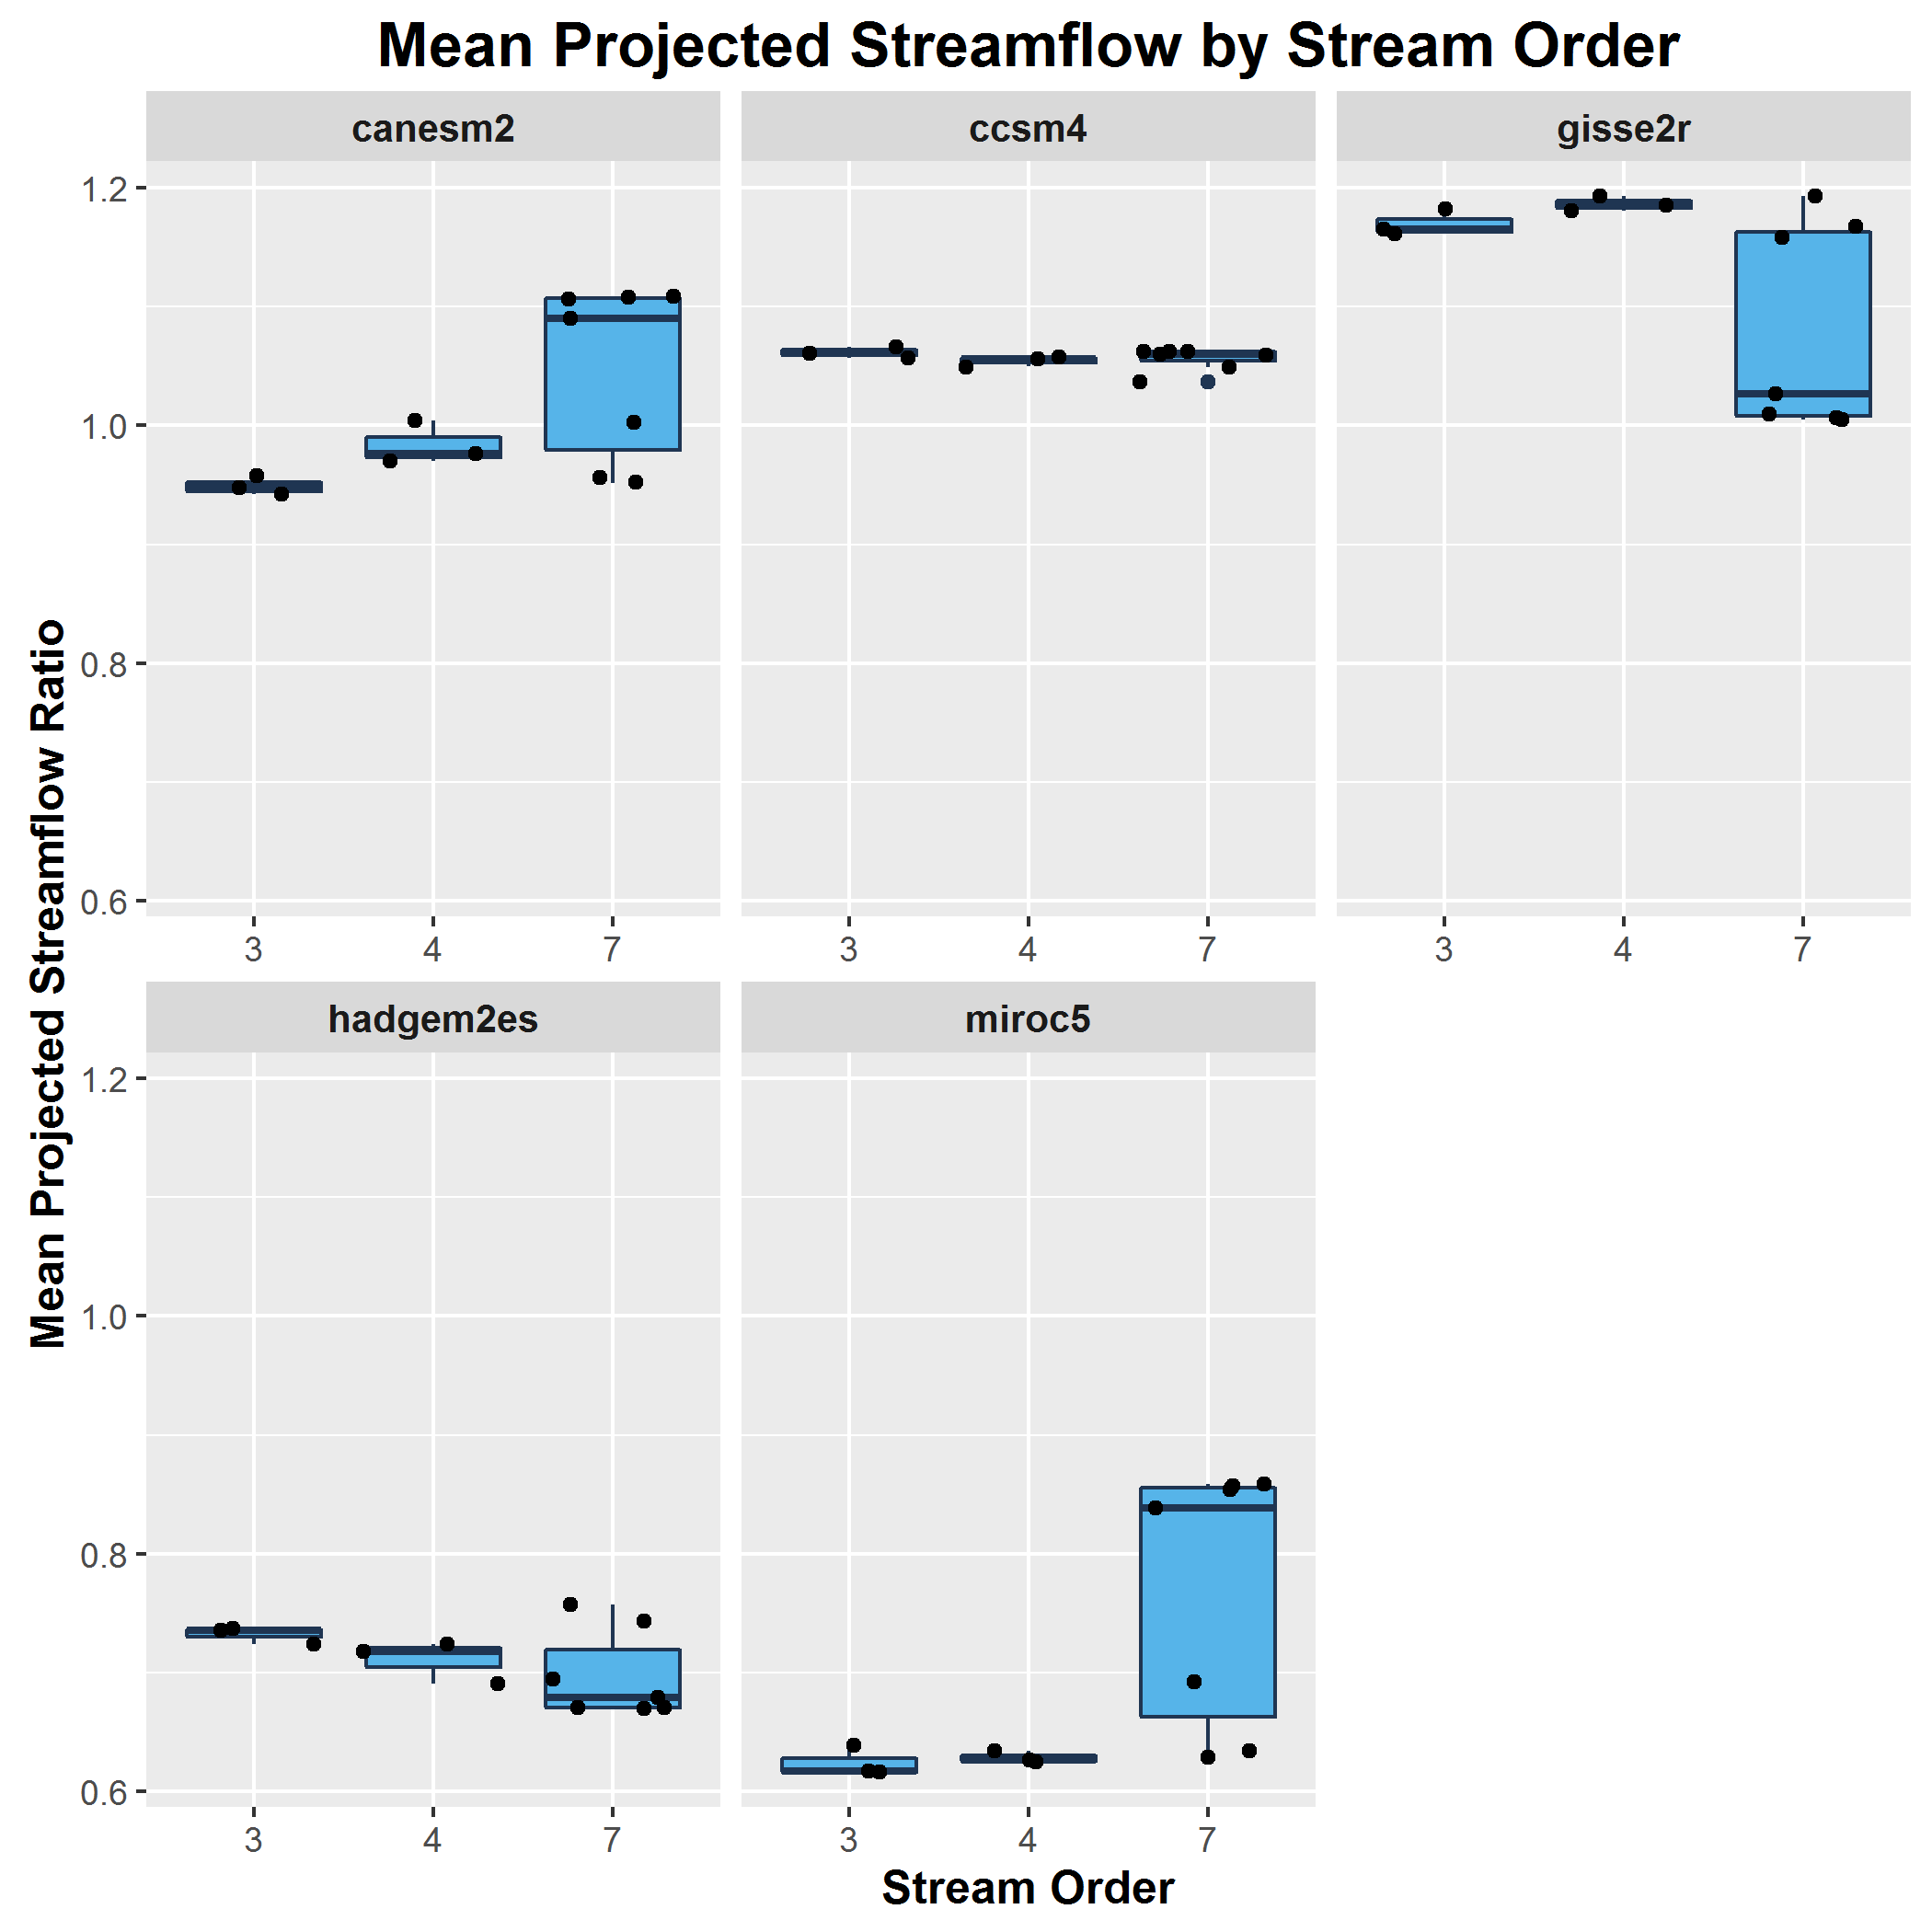 Mean Projected Streamflow by Stream Order
canesm2
ccsm4
gisse2r
1.2
1.0
0.8
0.6
3 4 7
3 4 7
3 4 7
Mean Projected Streamflow Ratio
hadgem2es
miroc5
1.2
1.0
0.8
0.6
3 4 7
3 4 7
Stream Order